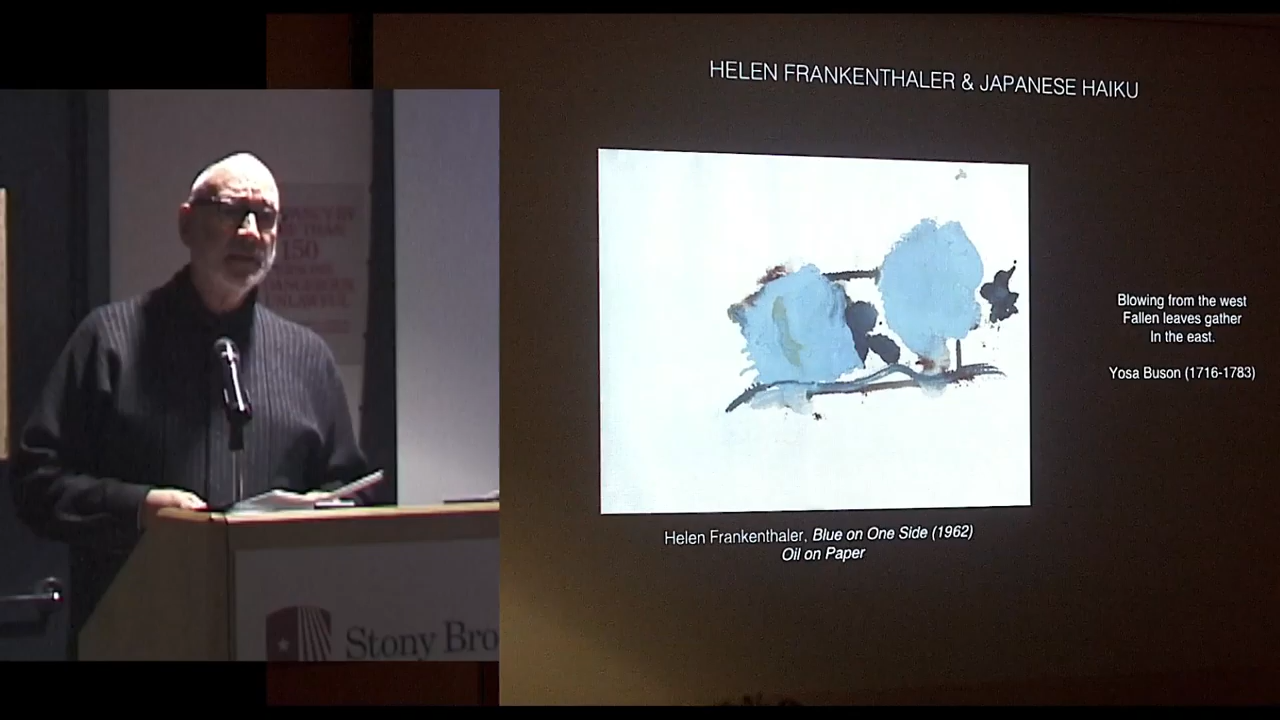 HELEN FRANKENTHALER & JAPANESE HAIKU
Blowing from the west
Fallen leaves gather
In the east.
Yosa Buson (1716-1783)
Helen Frankenthaler, Blue on One Side (1962)
Oil on Paper
150
Stony Bro